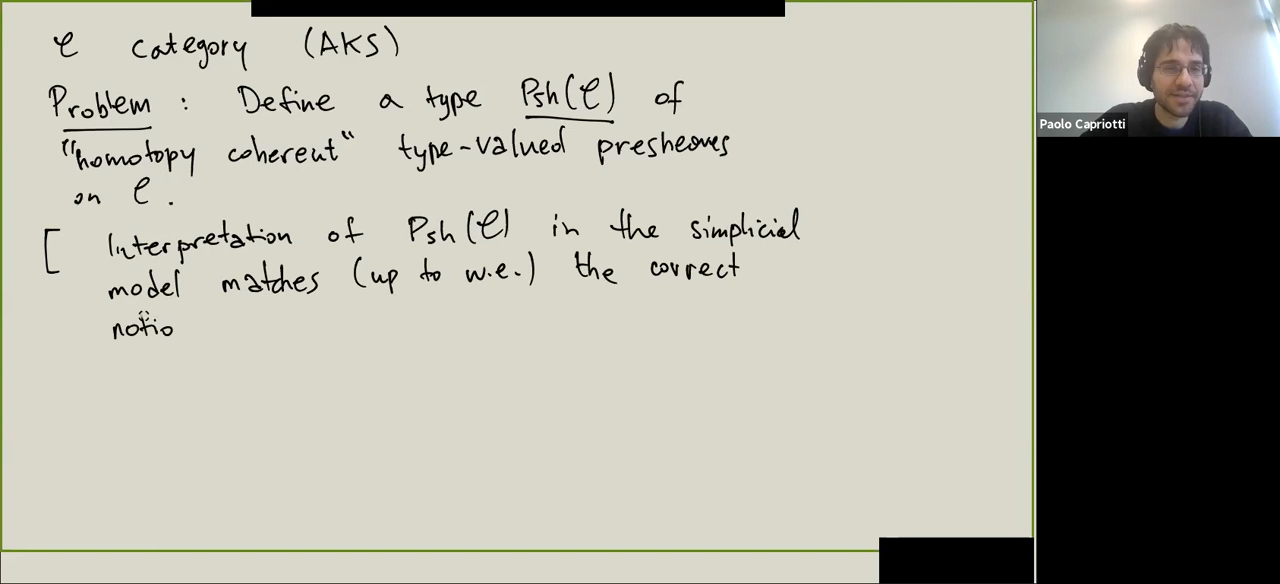 𝒞 category (AKS)
Problem : Define a type Psh(𝒞) of
"homotopy coherent" type-valued presheaves
on 𝒞.
[ Interpretation of Psh(𝒞) in the simplicial
model matches (up to w.e.) the correct
notio
Paolo Capriotti